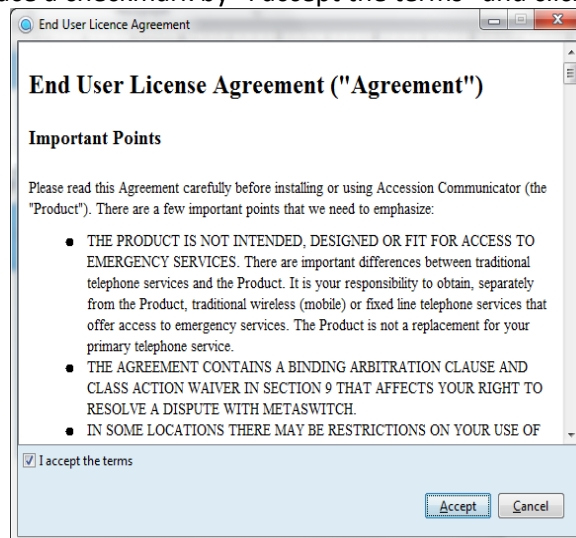 a checkmark by "I accept the terms" and
End User Licence Agreement
End User License Agreement ("Agreement")
Important Points
Please read this Agreement carefully before installing or using Accession Communicator (the
"Product"). There are a few important points that we need to emphasize:
● THE PRODUCT IS NOT INTENDED, DESIGNED OR FIT FOR ACCESS TO
EMERGENCY SERVICES. There are important differences between traditional
telephone services and the Product. It is your responsibility to obtain, separately
from the Product, traditional wireless (mobile) or fixed line telephone services that
offer access to emergency services. The Product is not a replacement for your
primary telephone service.
● THE AGREEMENT CONTAINS A BINDING ARBITRATION CLAUSE AND
CLASS ACTION WAIVER IN SECTION 9 THAT AFFECTS YOUR RIGHT TO
RESOLVE A DISPUTE WITH METASWITCH.
● IN SOME LOCATIONS THERE MAY BE RESTRICTIONS ON YOUR USE OF
I accept the terms
Accept Cancel